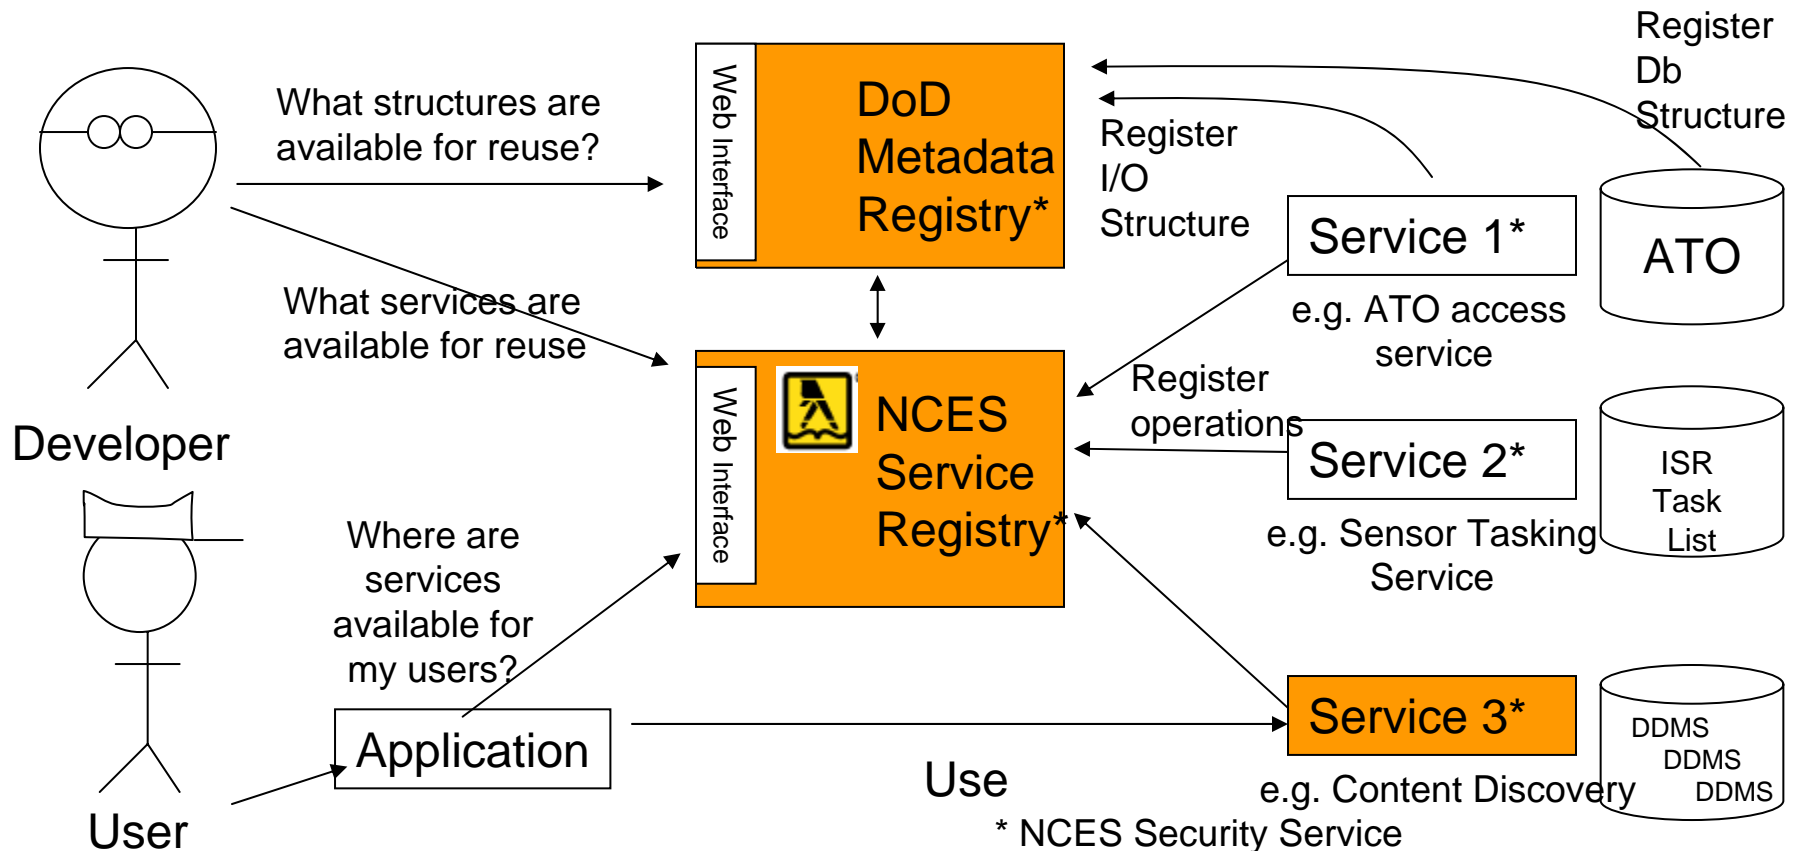 Register
Db
Structure
What structures are
available for reuse?
Web Interface
DoD
Metadata
Registry*
Register
I/O
Structure
Service 1*
ATO
What services are
available for reuse
e.g. ATO access
service
Developer
Web Interface
NCES
Service
Registry*
Register
operations
Service 2*
ISR
Task
List
e.g. Sensor Tasking
Service
Where are
services
available for
my users?
Application
Service 3*
DDMS
DDMS
DDMS
Use
e.g. Content Discovery
User
* NCES Security Service